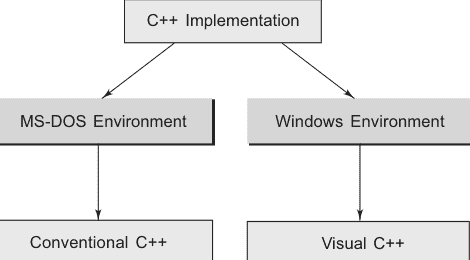 C++ Implementation
MS-DOS Environment
Windows Environment
Conventional C++
Visual C++